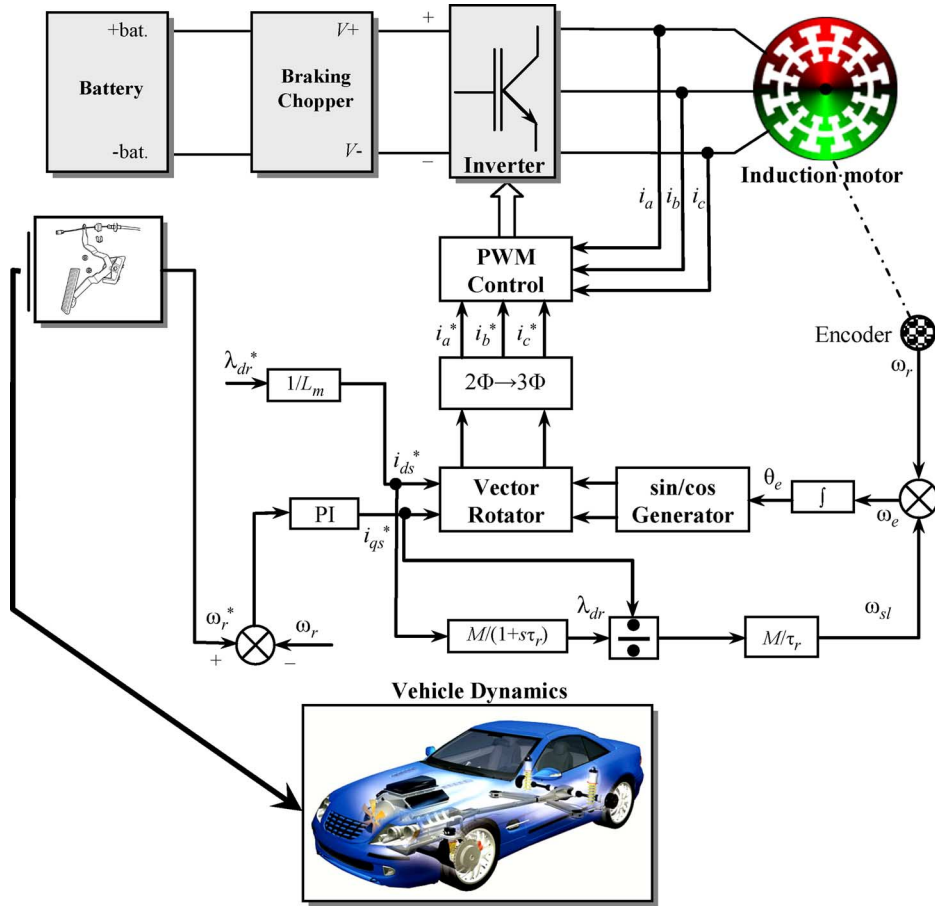 +bat.
Battery
-bat.
V+
Braking
Chopper
V-
+
−
Inverter
Induction motor
i_a
i_b
i_c
PWM
Control
i_a*
i_b*
i_c*
Encoder
ω_r
λ_dr*
1/L_m
2Φ→3Φ
i_ds*
Vector
Rotator
sin/cos
Generator
θ_e
∫
ω_e
PI
i_qs*
ω_r*
+
ω_r
−
M/(1+sτ_r)
λ_dr
÷
M/τ_r
ω_sl
Vehicle Dynamics